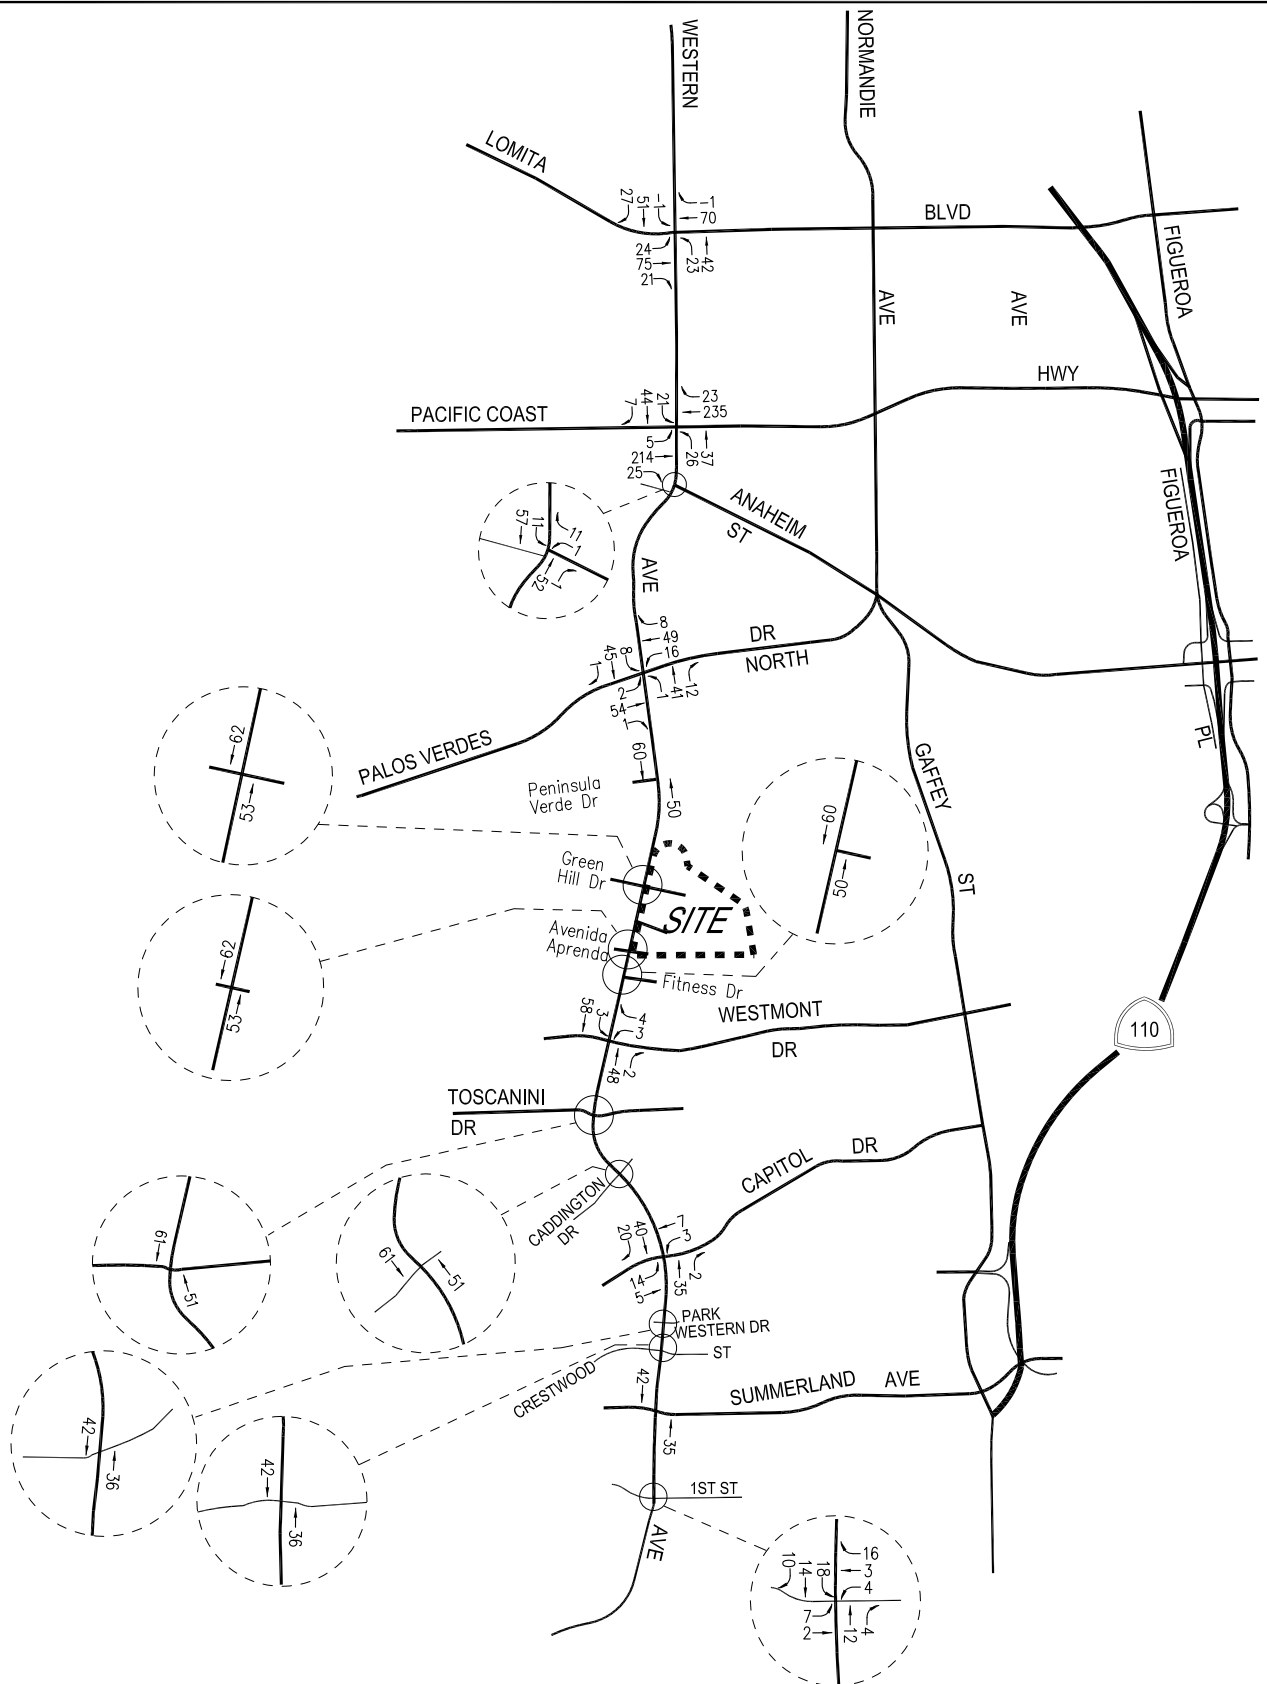 WESTERN
NORMANDIE
LOMITA
BLVD
FIGUEROA
27
51
-1
-1
70
24
75
21
23
42
AVE
AVE
HWY
PACIFIC COAST
7
44
21
23
235
5
214
25
26
37
ANAHEIM
ST
FIGUEROA
57
11
11
1
52
1
AVE
8
49
16
1
45
8
2
54
1
1
41
12
DR
NORTH
PALOS VERDES
60
50
Peninsula
Verde Dr
PL
GAFFEY
ST
62
53
60
50
Green
Hill Dr
SITE
Avenida
Aprenda
Fitness Dr
62
53
58
3
4
3
48
2
WESTMONT
DR
110
TOSCANINI
DR
CADDINGTON
DR
CAPITOL
DR
61
51
61
51
20
40
7
3
14
5
35
2
PARK
WESTERN DR
ST
CRESTWOOD
42
35
SUMMERLAND
AVE
42
36
42
36
1ST ST
AVE
10
14
18
16
3
4
7
2
12
4